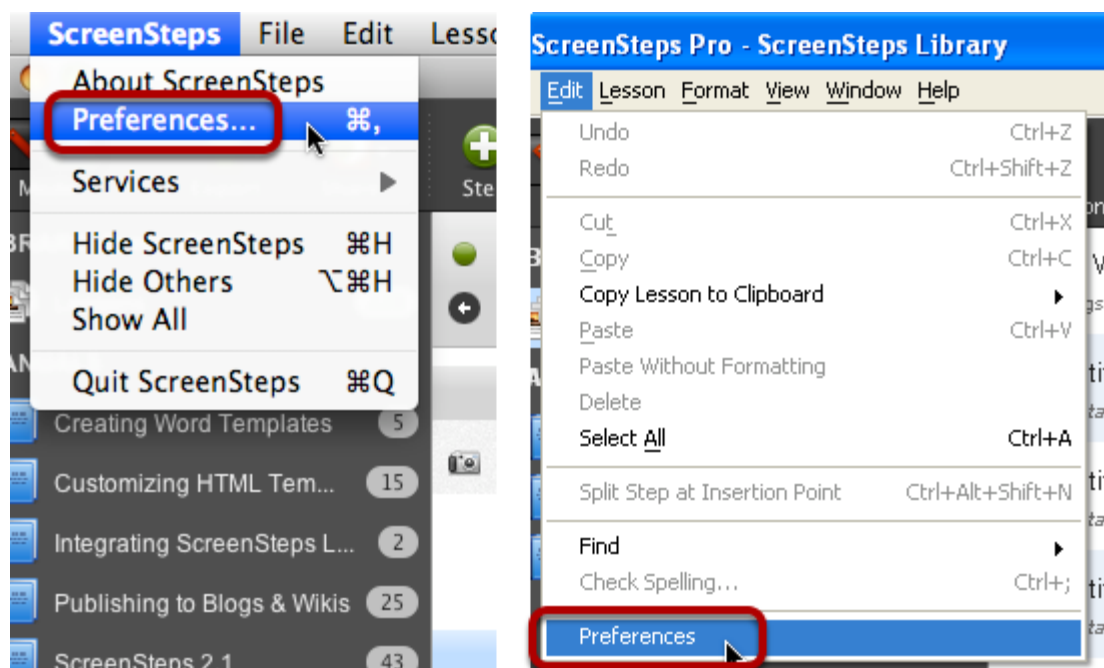 ScreenSteps File Edit Lesso
About ScreenSteps
Preferences... ⌘,
Services ▶
Hide ScreenSteps ⌘H
Hide Others ⌥⌘H
Show All
Quit ScreenSteps ⌘Q
Ste
Creating Word Templates 5
Customizing HTML Tem... 15
Integrating ScreenSteps L... 2
Publishing to Blogs & Wikis 25
ScreenSteps 2.1 43
ScreenSteps Pro - ScreenSteps Library
Edit Lesson Format View Window Help
Undo Ctrl+Z
Redo Ctrl+Shift+Z
Cut Ctrl+X
Copy Ctrl+C
Copy Lesson to Clipboard ▶
Paste Ctrl+V
Paste Without Formatting
Delete
Select All Ctrl+A
Split Step at Insertion Point Ctrl+Alt+Shift+N
Find ▶
Check Spelling... Ctrl+;
Preferences